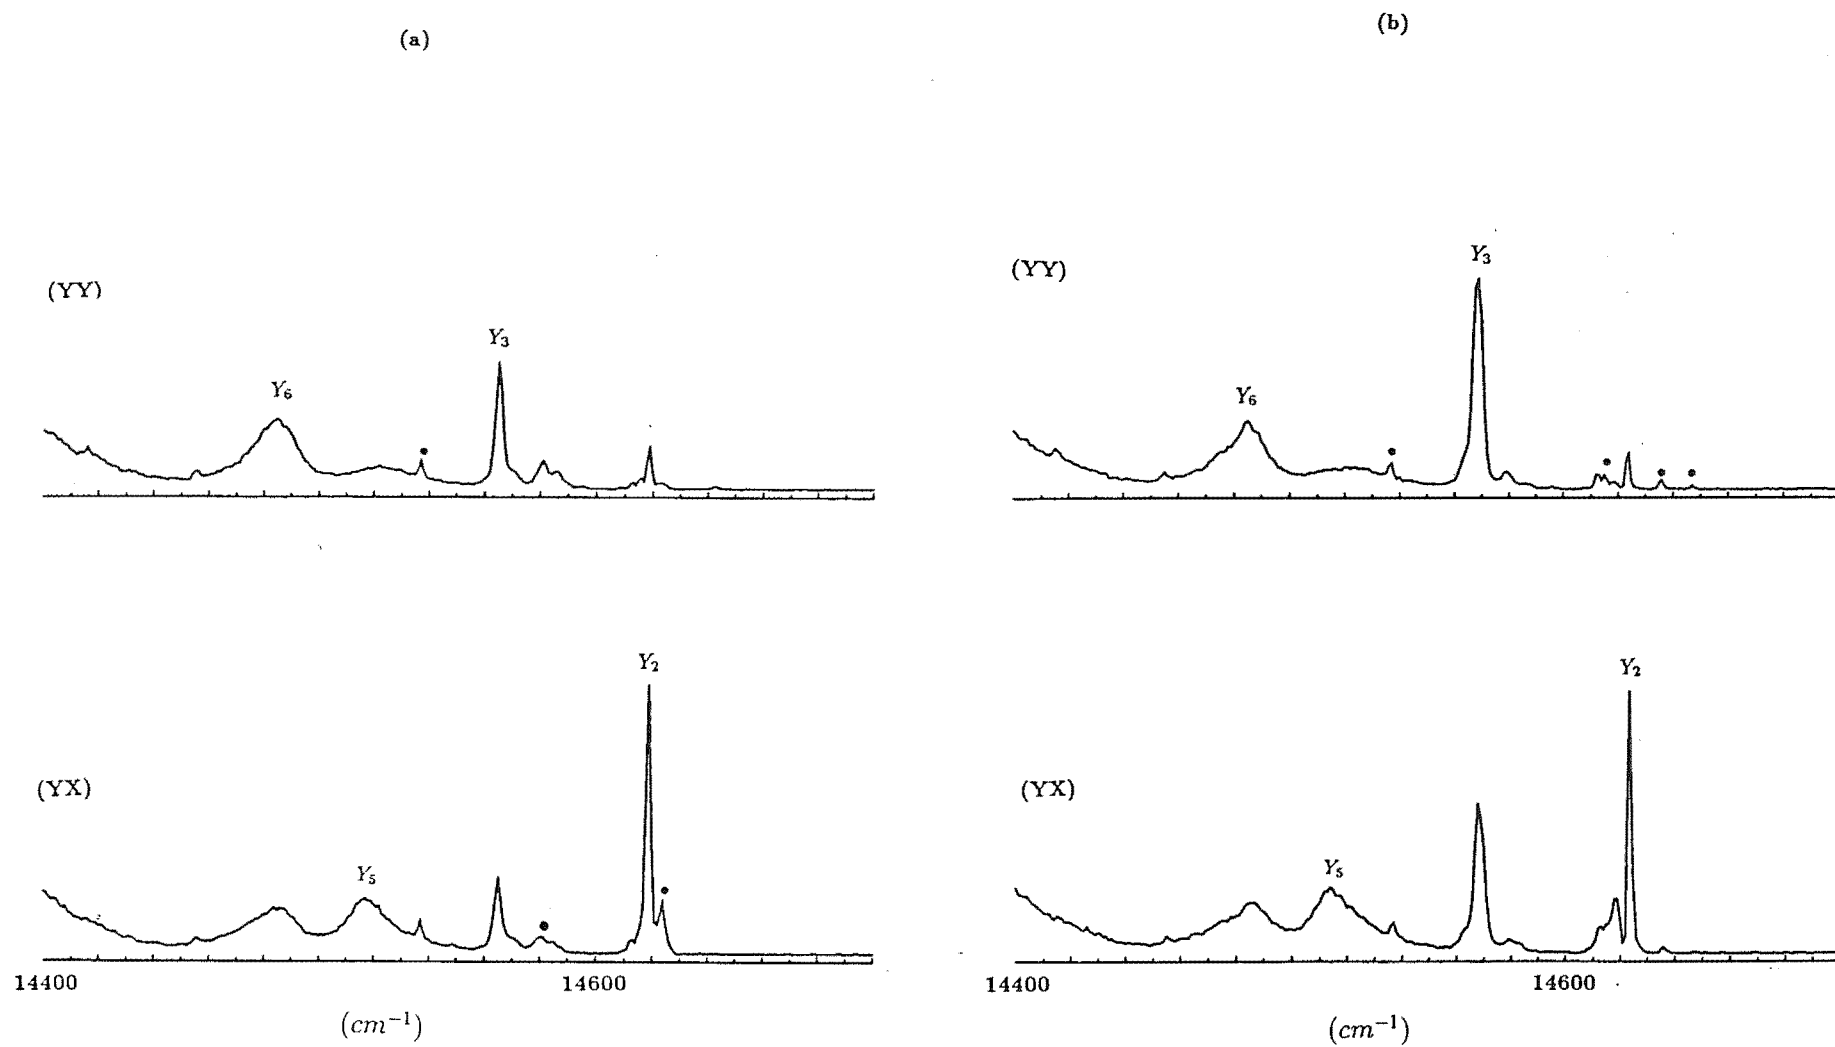 (a)
(YY)
Y₆
Y₃
(YX)
Y₅
Y₂
14400
14600
(cm⁻¹)
(b)
(YY)
Y₆
Y₃
(YX)
Y₅
Y₂
14400
14600
(cm⁻¹)